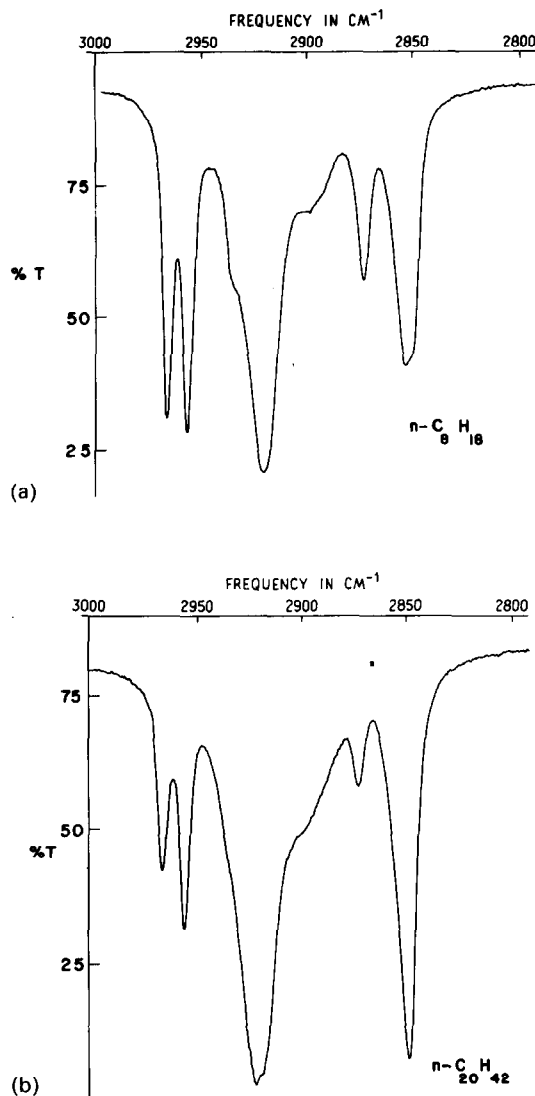 FREQUENCY IN CM⁻¹
3000 2950 2900 2850 2800
75
% T
50
25
n-C₈H₁₈
(a)
FREQUENCY IN CM⁻¹
3000 2950 2900 2850 2800
75
50
%T
25
n-C₂₀H₄₂
(b)